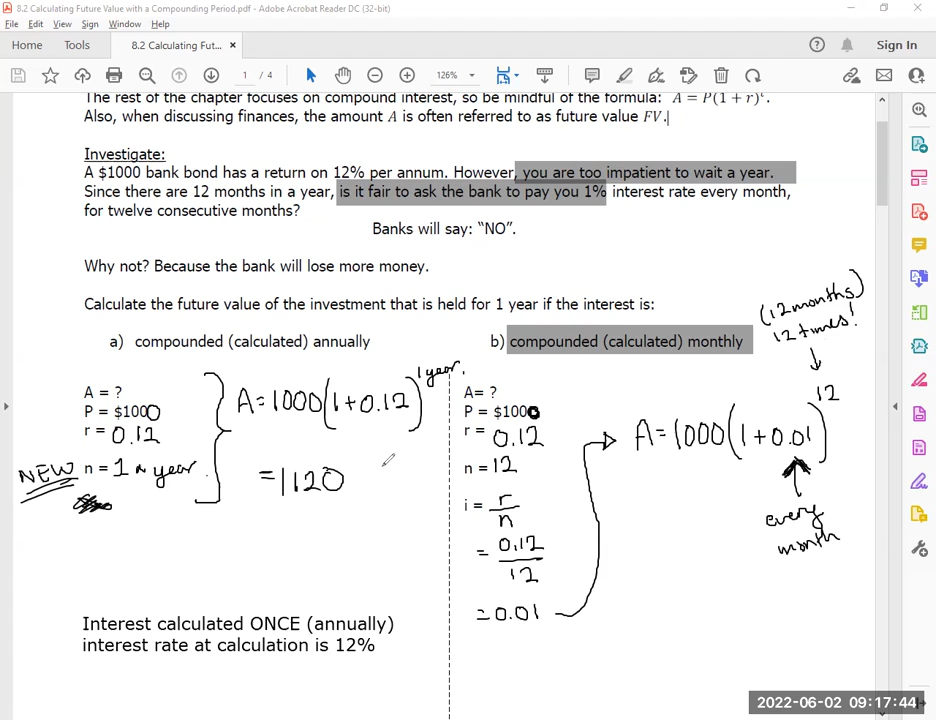 8.2 Calculating Future Value with a Compounding Period.pdf - Adobe Acrobat Reader DC (32-bit)
File Edit View Sign Window Help
Home Tools 8.2 Calculating Fut... × Sign In
1 / 4 126%
The rest of the chapter focuses on compound interest, so be mindful of the formula: A = P(1 + r)^t.
Also, when discussing finances, the amount A is often referred to as future value FV.
Investigate:
A $1000 bank bond has a return on 12% per annum. However, you are too impatient to wait a year.
Since there are 12 months in a year, is it fair to ask the bank to pay you 1% interest rate every month,
for twelve consecutive months?
Banks will say: “NO”.
Why not? Because the bank will lose more money.
Calculate the future value of the investment that is held for 1 year if the interest is:
a) compounded (calculated) annually
A = ?
P = $1000
r = 0.12
NEW n = 1 a year
A = 1000(1 + 0.12)^1 year.
= 1120
Interest calculated ONCE (annually)
interest rate at calculation is 12%
b) compounded (calculated) monthly
(12 months)
12 times!
A= ?
P = $1000
r = 0.12
n = 12
i = r/n
= 0.12/12
= 0.01
A = 1000(1 + 0.01)^12
every
month
2022-06-02 09:17:44